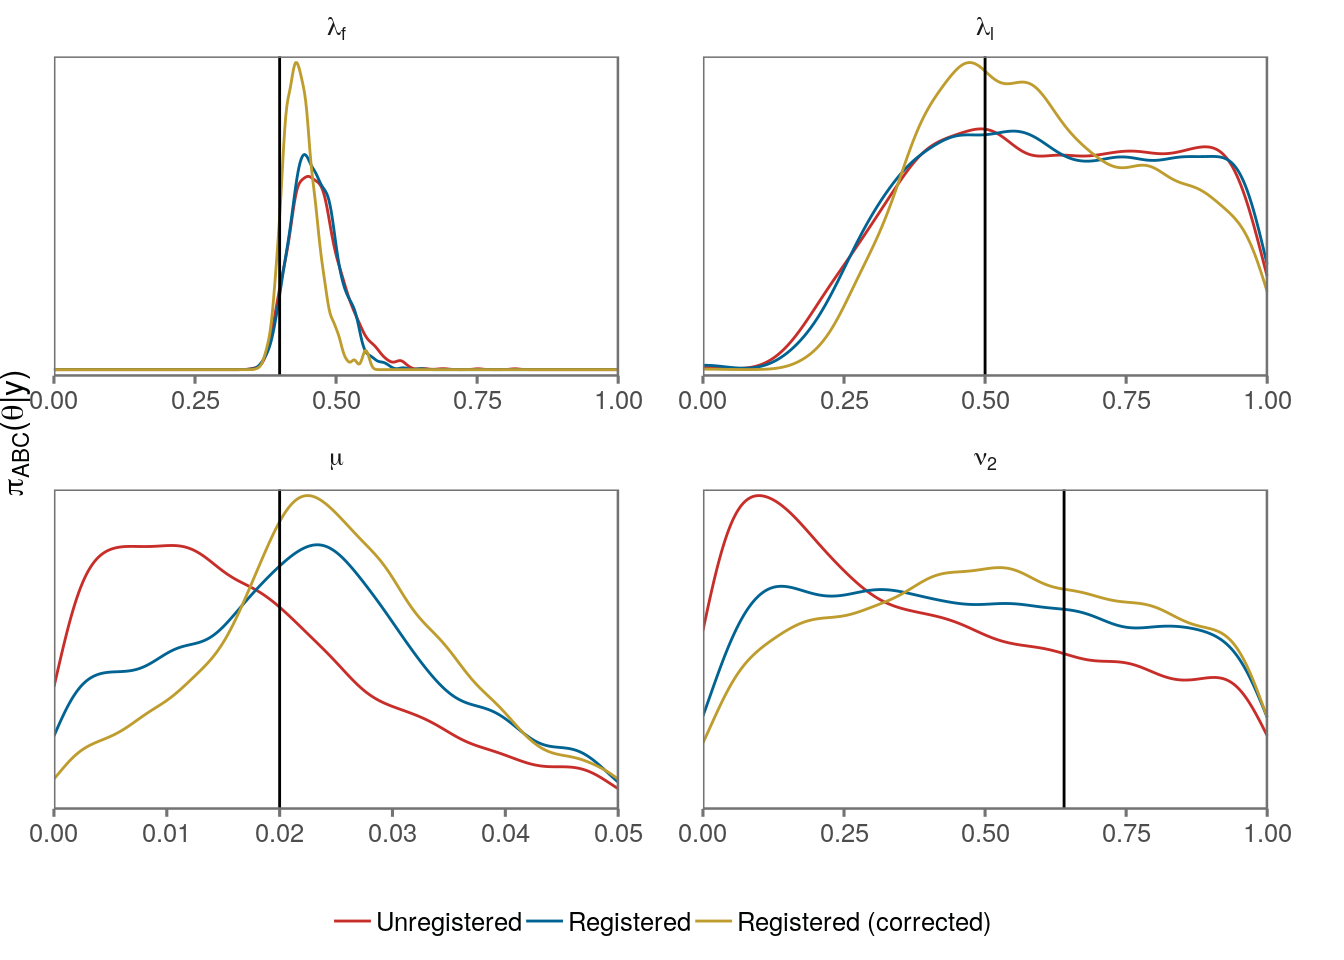 λf λl
0.00 0.25 0.50 0.75 1.00 0.00 0.25 0.50 0.75 1.00
πABC(θ|y)
μ ν2
0.00 0.01 0.02 0.03 0.04 0.05 0.00 0.25 0.50 0.75 1.00
Unregistered Registered Registered (corrected)